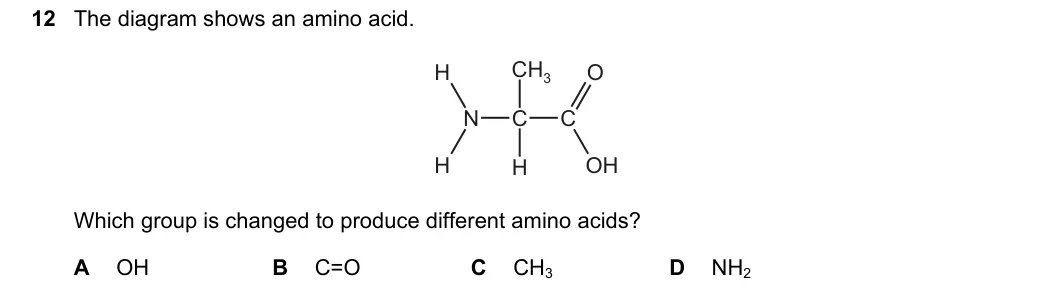 12 The diagram shows an amino acid.
H CH₃ O
N C C
H H OH
Which group is changed to produce different amino acids?
A OH B C=O C CH₃ D NH₂